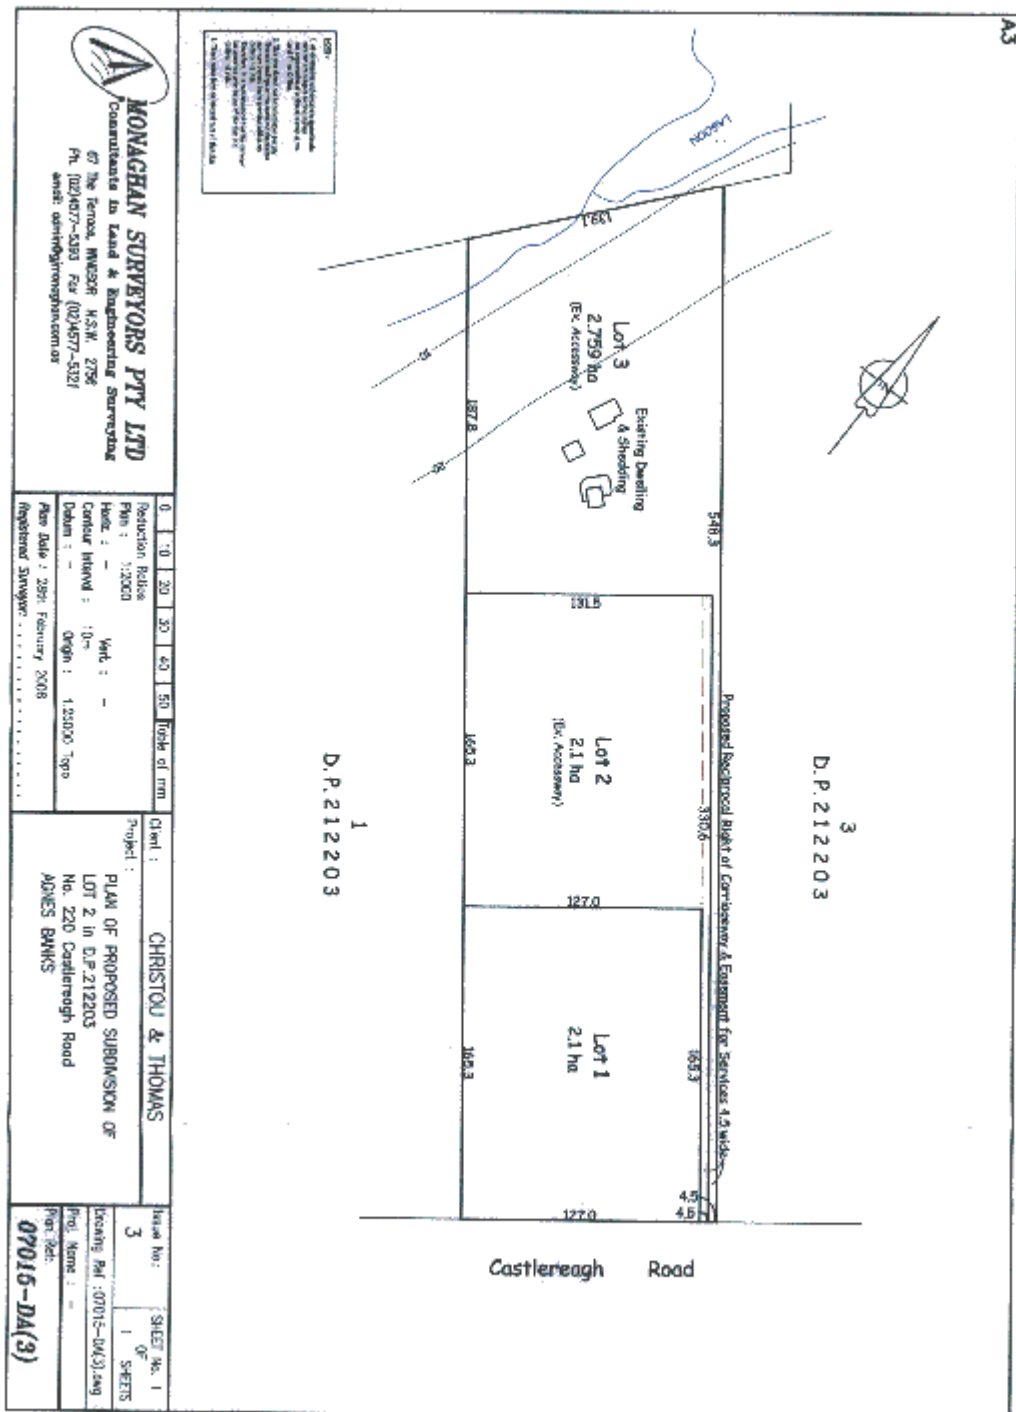 A3
LAGOON
139.1
Lot 3
2.759 ha
(Ex. Accessway)
Existing Dwelling
& Shedding
187.8
548.3
131.5
Proposed Reciprocal Right of Carriageway & Easement for Services 4.5 wide
Lot 2
2.1 ha
(Ex. Accessway)
165.3
330.6
127.0
3
D.P. 212203
1
D.P. 212203
Lot 1
2.1 ha
165.3
165.3
4.5
4.5
127.0
Castlereagh Road
MONAGHAN SURVEYORS PTY LTD
Consultants in Land & Engineering Surveying
67 The Terrace, WINDSOR N.S.W. 2756
Ph. (02)4577-5393 Fax (02)4577-5321
0 10 20 30 40 50 Table of mm
Reduction Ratios
Plan : 1:2000
Horiz. : - Vert. : -
Contour Interval : 10m
Datum : - Origin : 1:25000 Topo
Plan Date : 28th February 2008
Registered Surveyor:
Client : CHRISTOU & THOMAS
Project :
PLAN OF PROPOSED SUBDIVISION OF
LOT 2 in D.P.212203
No. 220 Castlereagh Road
AGNES BANKS
Issue No:
3
SHEET No. 1
OF
1 SHEETS
Drawing Ref :07015-DA(3).dwg
Proj. Name : -
Plan Ref:
07015-DA(3)